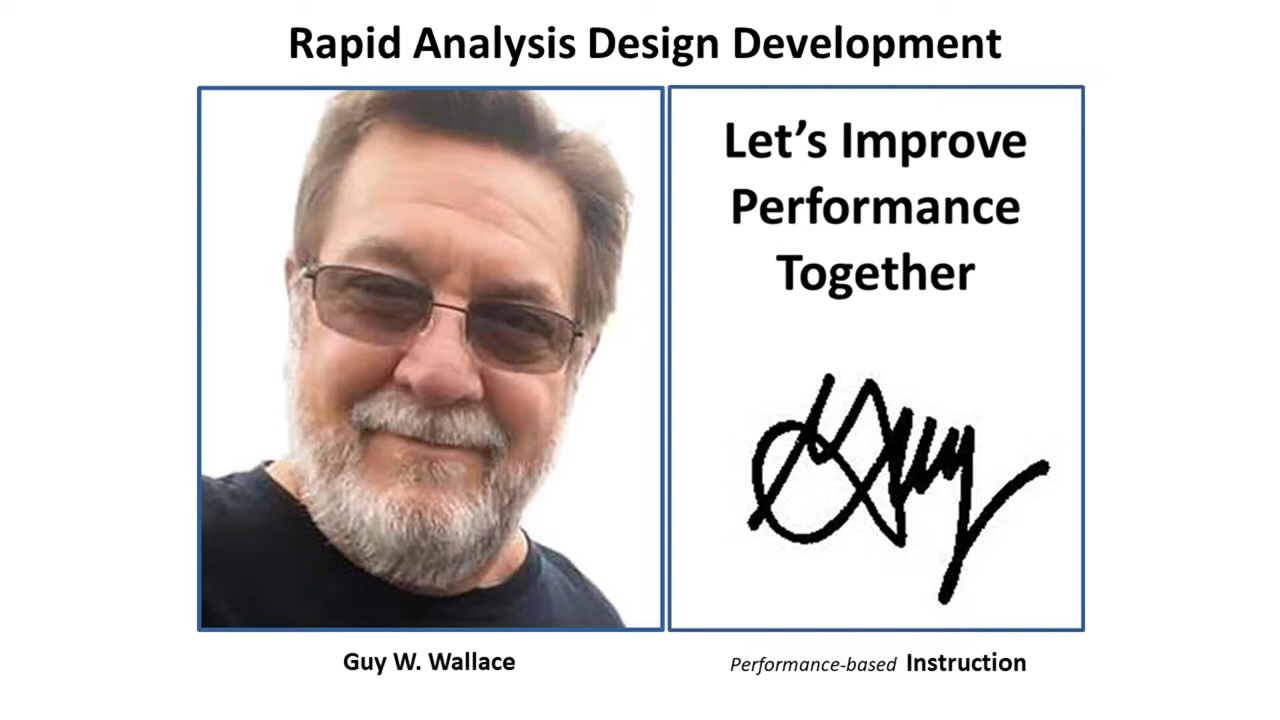 Rapid Analysis Design Development
Let's Improve
Performance
Together
Guy
Guy W. Wallace
Performance-based Instruction